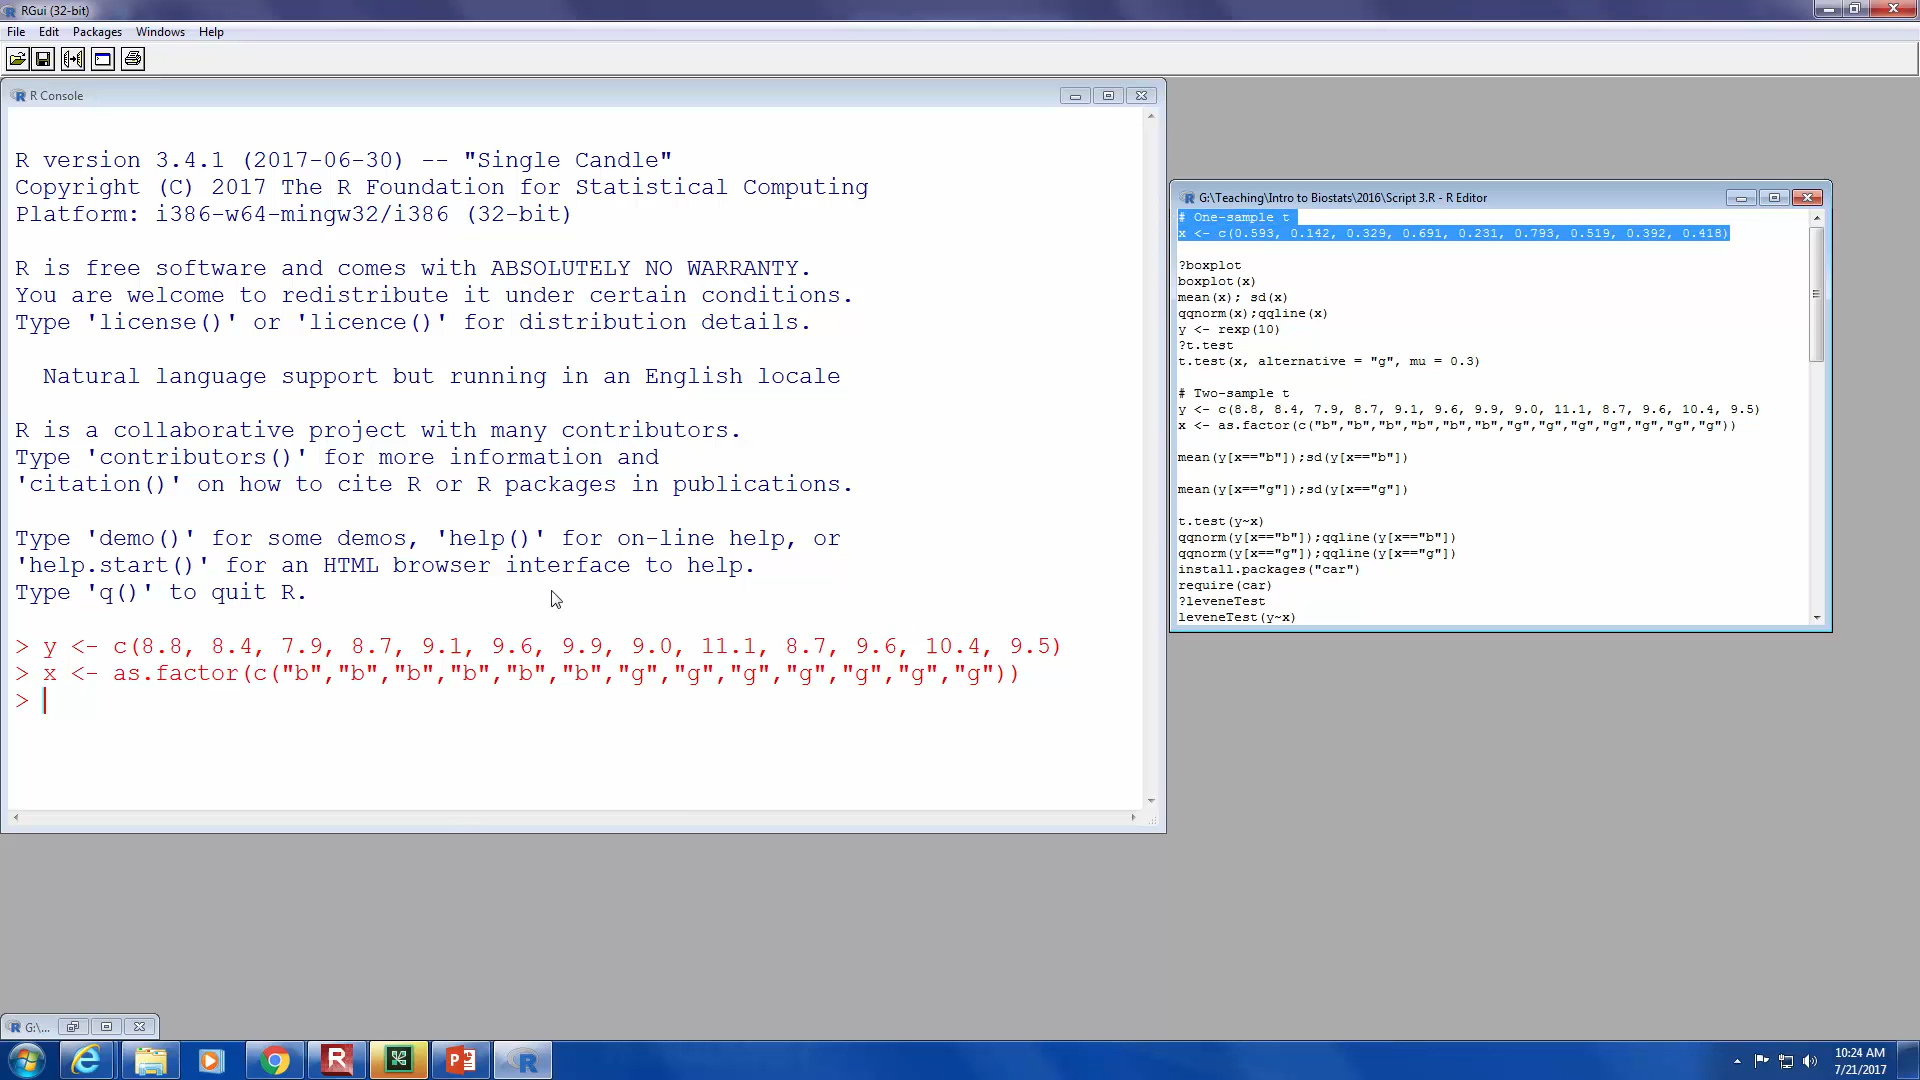 RGui (32-bit)
File Edit Packages Windows Help
R Console
R version 3.4.1 (2017-06-30) -- "Single Candle"
Copyright (C) 2017 The R Foundation for Statistical Computing
Platform: i386-w64-mingw32/i386 (32-bit)
R is free software and comes with ABSOLUTELY NO WARRANTY.
You are welcome to redistribute it under certain conditions.
Type 'license()' or 'licence()' for distribution details.
Natural language support but running in an English locale
R is a collaborative project with many contributors.
Type 'contributors()' for more information and
'citation()' on how to cite R or R packages in publications.
Type 'demo()' for some demos, 'help()' for on-line help, or
'help.start()' for an HTML browser interface to help.
Type 'q()' to quit R.
> y <- c(8.8, 8.4, 7.9, 8.7, 9.1, 9.6, 9.9, 9.0, 11.1, 8.7, 9.6, 10.4, 9.5)
> x <- as.factor(c("b","b","b","b","b","b","g","g","g","g","g","g","g"))
>
G:\Teaching\Intro to Biostats\2016\Script 3.R - R Editor
# One-sample t
x <- c(0.593, 0.142, 0.329, 0.691, 0.231, 0.793, 0.519, 0.392, 0.418)
?boxplot
boxplot(x)
mean(x); sd(x)
qqnorm(x);qqline(x)
y <- rexp(10)
?t.test
t.test(x, alternative = "g", mu = 0.3)
# Two-sample t
y <- c(8.8, 8.4, 7.9, 8.7, 9.1, 9.6, 9.9, 9.0, 11.1, 8.7, 9.6, 10.4, 9.5)
x <- as.factor(c("b","b","b","b","b","b","g","g","g","g","g","g","g"))
mean(y[x=="b"]);sd(y[x=="b"])
mean(y[x=="g"]);sd(y[x=="g"])
t.test(y~x)
qqnorm(y[x=="b"]);qqline(y[x=="b"])
qqnorm(y[x=="g"]);qqline(y[x=="g"])
install.packages("car")
require(car)
?leveneTest
leveneTest(y~x)
G:\...
10:24 AM
7/21/2017